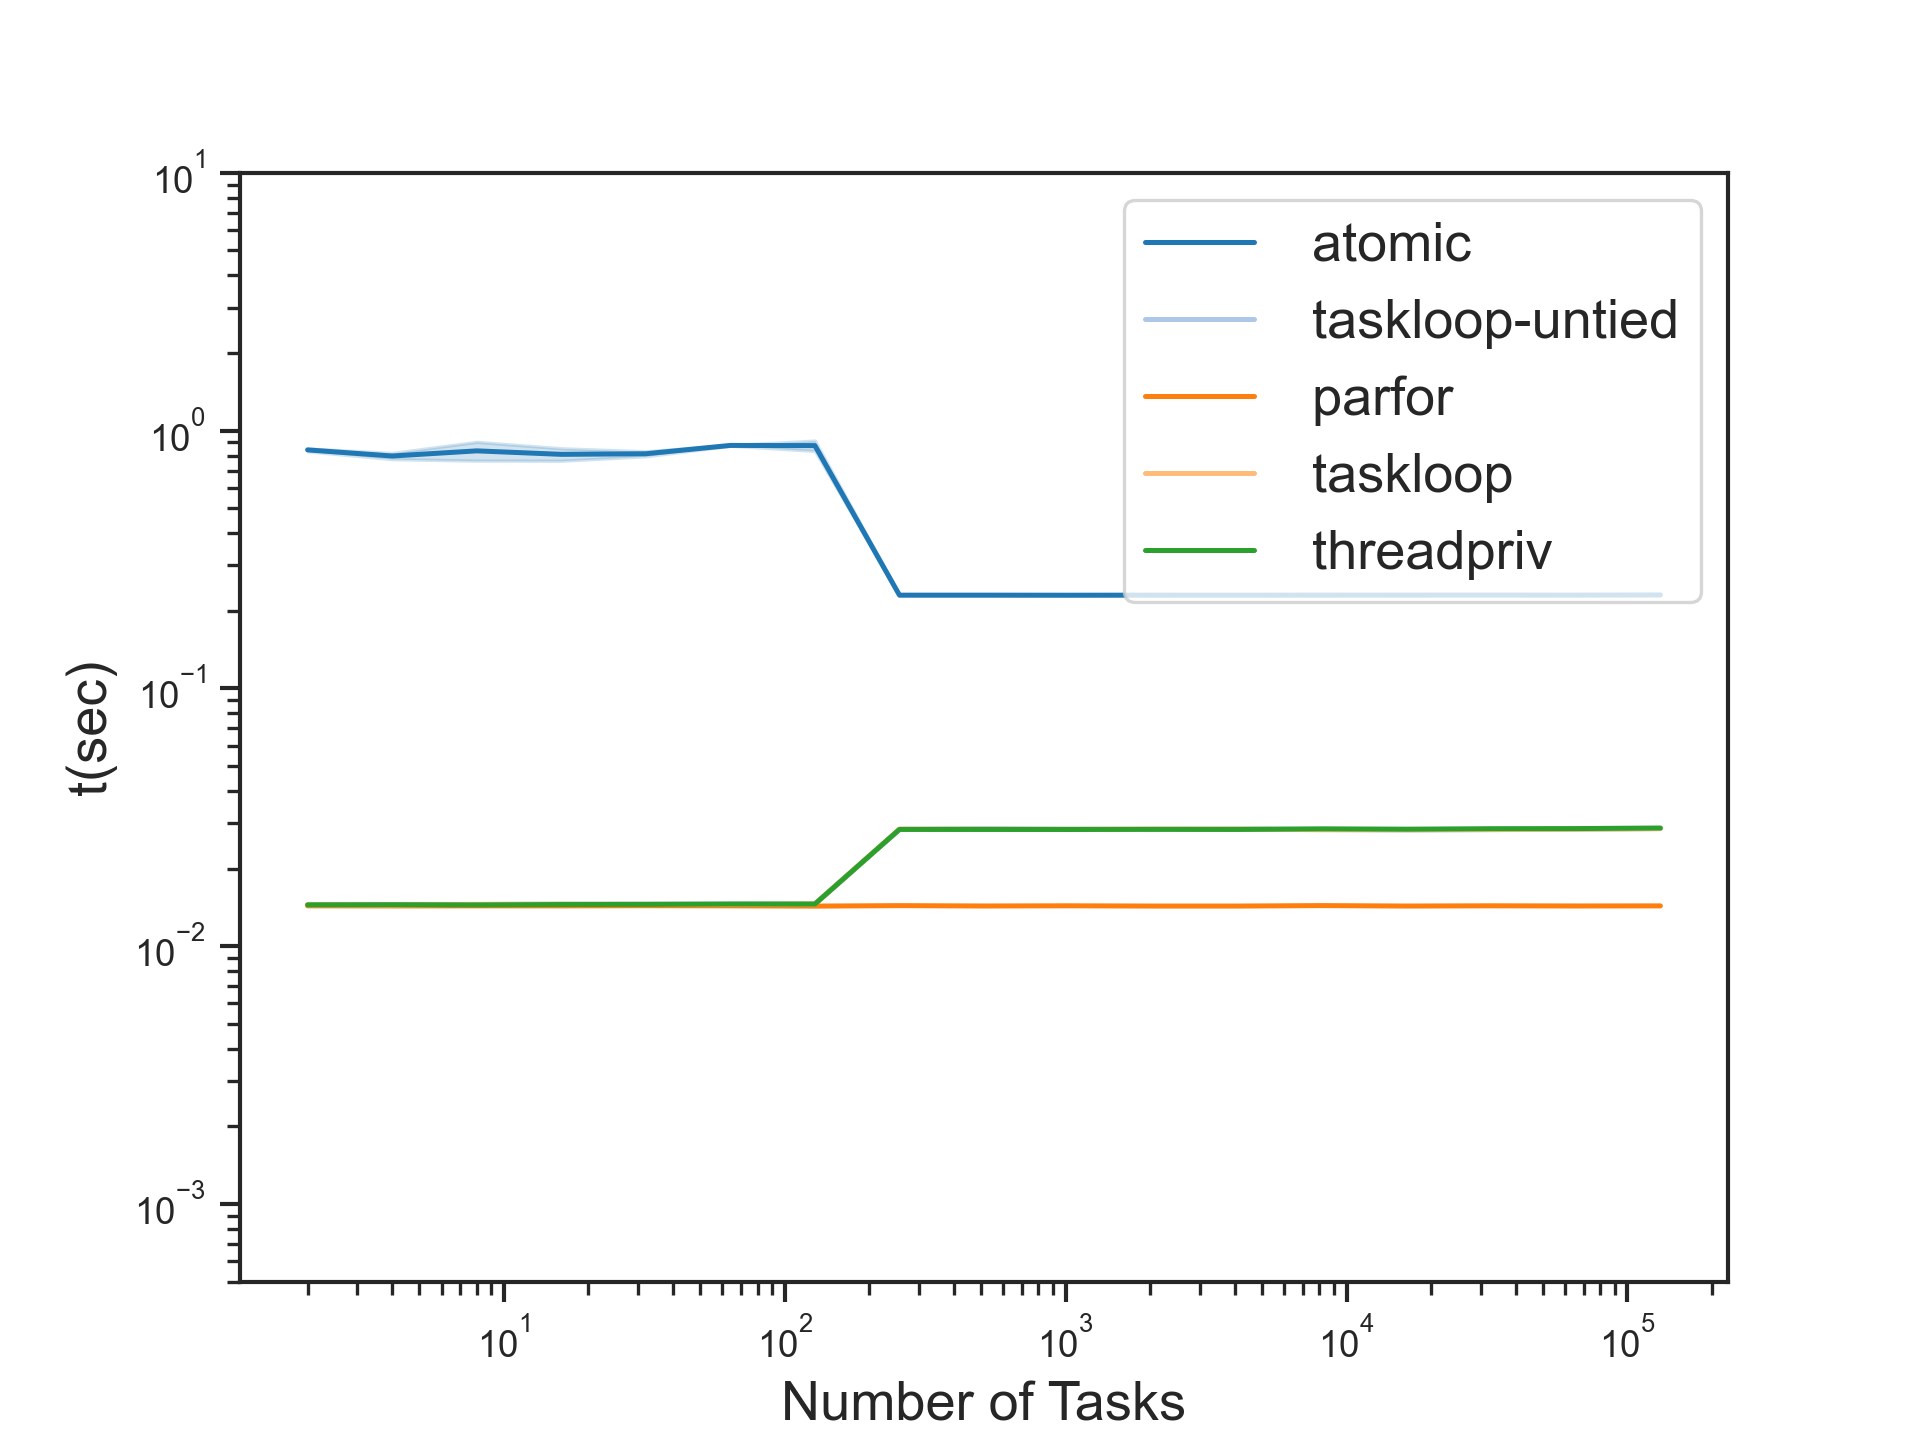 10^1
10^0
10^−1
10^−2
10^−3
t(sec)
atomic
taskloop-untied
parfor
taskloop
threadpriv
10^1 10^2 10^3 10^4 10^5
Number of Tasks